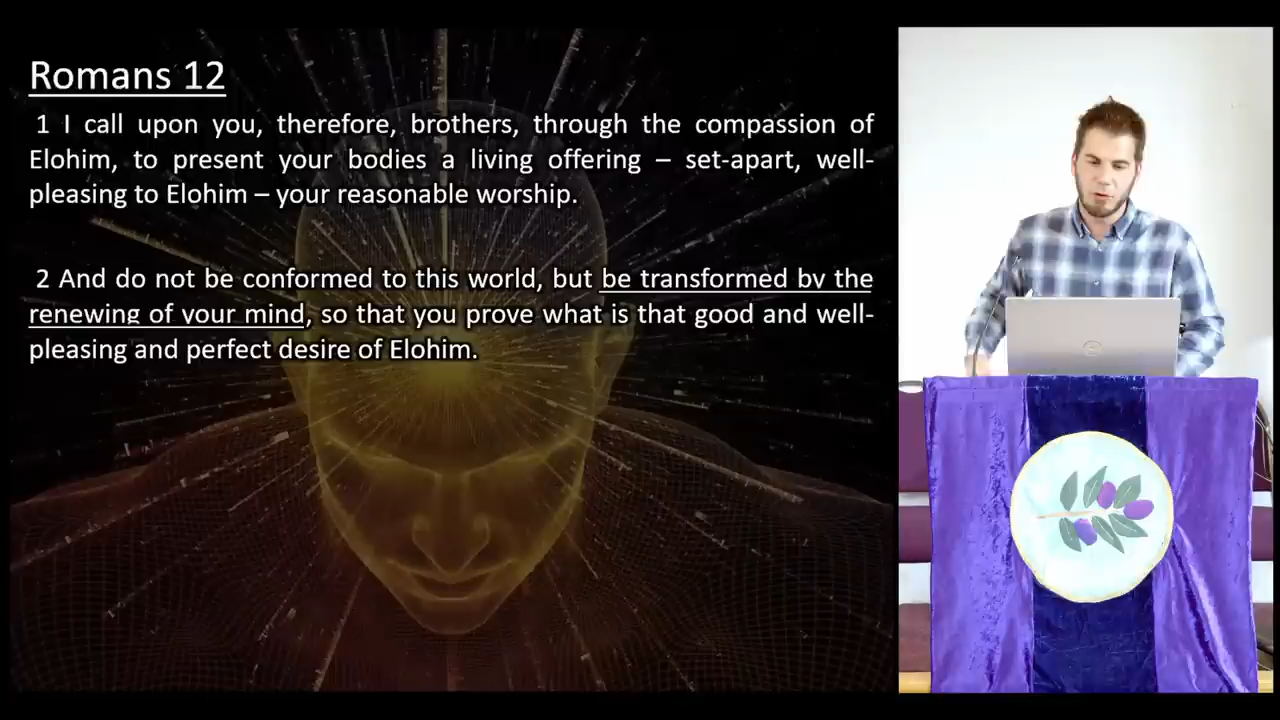 Romans 12
1 I call upon you, therefore, brothers, through the compassion of
Elohim, to present your bodies a living offering – set-apart, well-
pleasing to Elohim – your reasonable worship.
2 And do not be conformed to this world, but be transformed by the
renewing of your mind, so that you prove what is that good and well-
pleasing and perfect desire of Elohim.